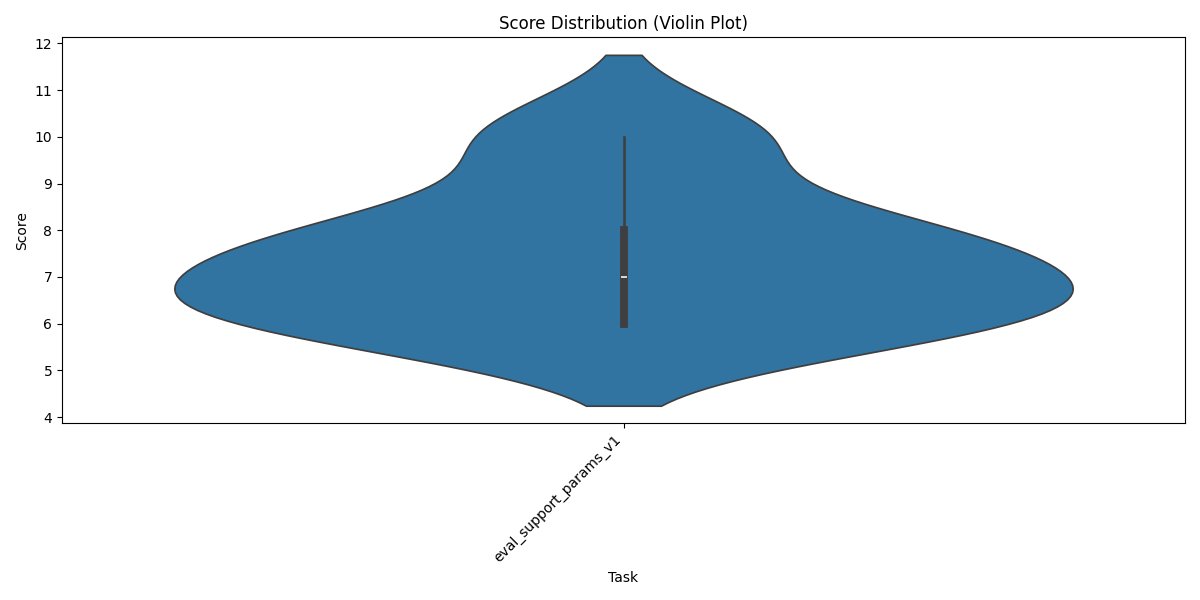 Score Distribution (Violin Plot)
12
11
10
9
8
7
6
5
4
Score
eval_support_params_v1
Task